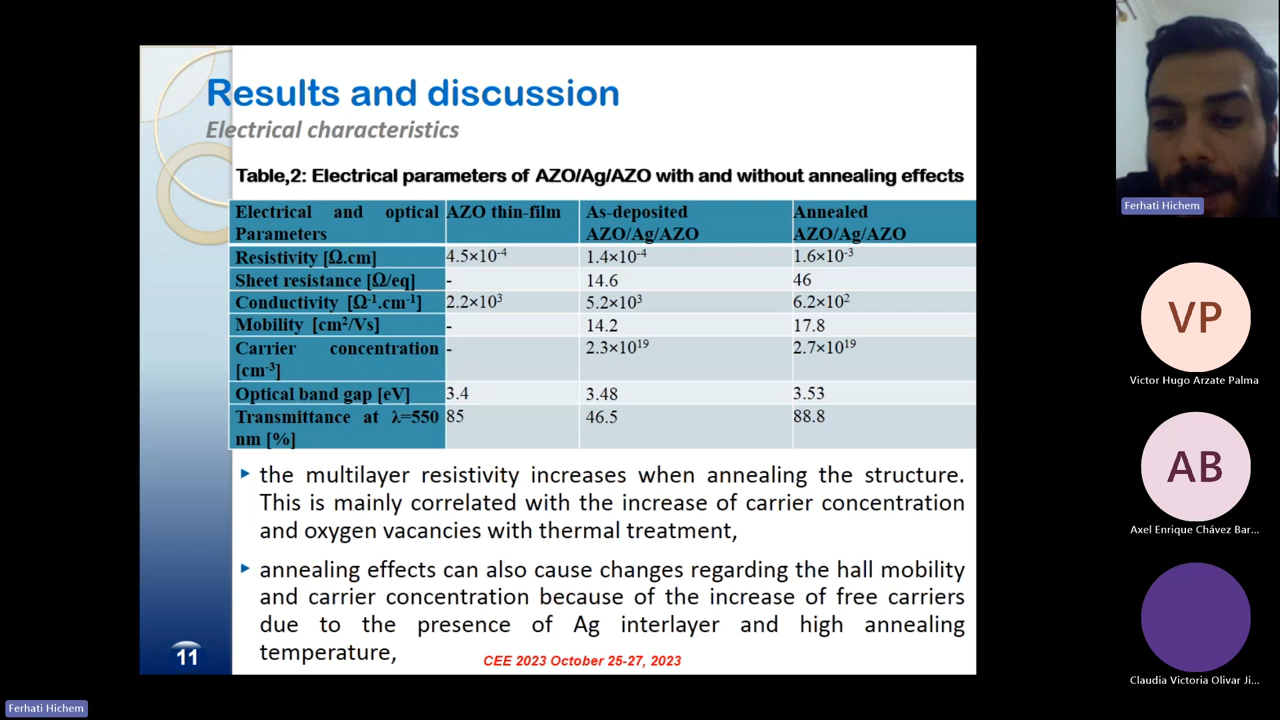 Results and discussion
Electrical characteristics
Table,2: Electrical parameters of AZO/Ag/AZO with and without annealing effects
Electrical and optical Parameters AZO thin-film As-deposited AZO/Ag/AZO Annealed AZO/Ag/AZO
Resistivity [Ω.cm] 4.5×10⁻⁴ 1.4×10⁻⁴ 1.6×10⁻³
Sheet resistance [Ω/eq] - 14.6 46
Conductivity [Ω⁻¹.cm⁻¹] 2.2×10³ 5.2×10³ 6.2×10²
Mobility [cm²/Vs] - 14.2 17.8
Carrier concentration [cm⁻³] - 2.3×10¹⁹ 2.7×10¹⁹
Optical band gap [eV] 3.4 3.48 3.53
Transmittance at λ=550 nm [%] 85 46.5 88.8
the multilayer resistivity increases when annealing the structure.
This is mainly correlated with the increase of carrier concentration
and oxygen vacancies with thermal treatment,
annealing effects can also cause changes regarding the hall mobility
and carrier concentration because of the increase of free carriers
due to the presence of Ag interlayer and high annealing
temperature,
11
CEE 2023 October 25-27, 2023
Ferhati Hichem
VP
Victor Hugo Arzate Palma
AB
Axel Enrique Chávez Bar...
Claudia Victoria Olivar Ji...
Ferhati Hichem